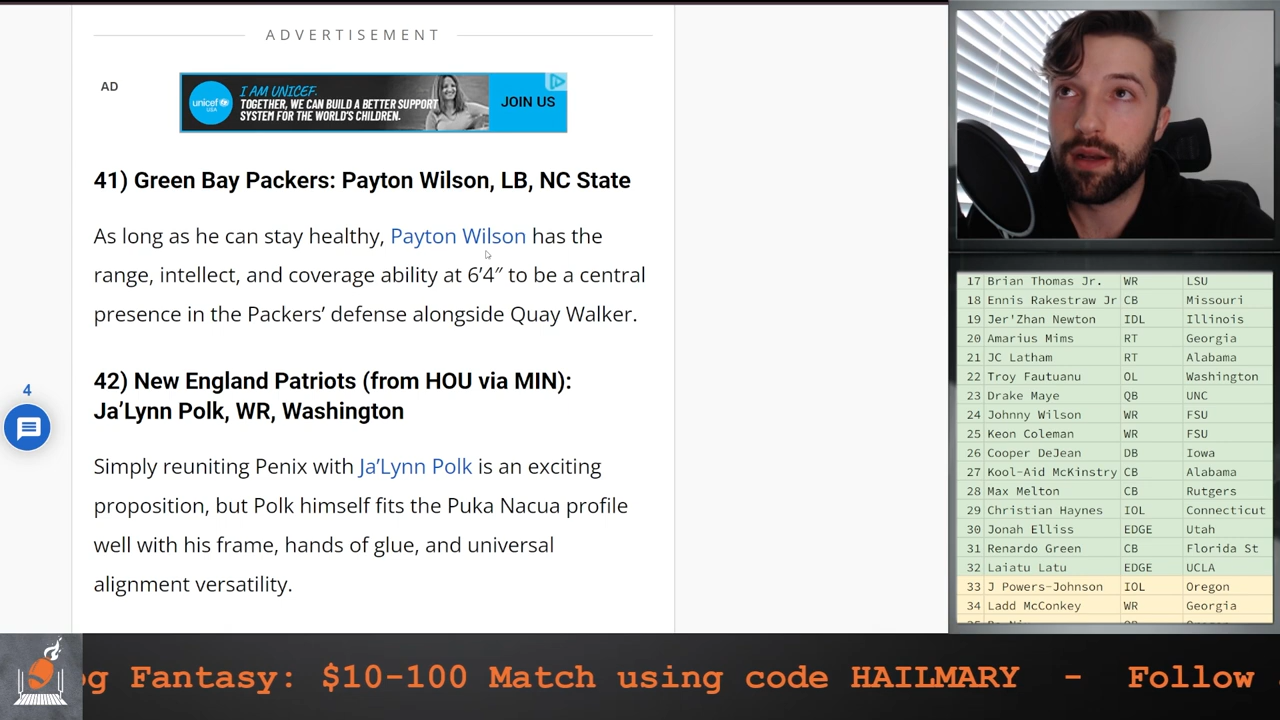 ADVERTISEMENT
AD
unicef
USA
I AM UNICEF.
TOGETHER, WE CAN BUILD A BETTER SUPPORT
SYSTEM FOR THE WORLD'S CHILDREN.
JOIN US
41) Green Bay Packers: Payton Wilson, LB, NC State
As long as he can stay healthy, Payton Wilson has the
range, intellect, and coverage ability at 6’4″ to be a central
presence in the Packers’ defense alongside Quay Walker.
42) New England Patriots (from HOU via MIN):
Ja’Lynn Polk, WR, Washington
Simply reuniting Penix with Ja’Lynn Polk is an exciting
proposition, but Polk himself fits the Puka Nacua profile
well with his frame, hands of glue, and universal
alignment versatility.
4
17 Brian Thomas Jr. WR LSU
18 Ennis Rakestraw Jr CB Missouri
19 Jer'Zhan Newton IDL Illinois
20 Amarius Mims RT Georgia
21 JC Latham RT Alabama
22 Troy Fautuanu OL Washington
23 Drake Maye QB UNC
24 Johnny Wilson WR FSU
25 Keon Coleman WR FSU
26 Cooper DeJean DB Iowa
27 Kool-Aid McKinstry CB Alabama
28 Max Melton CB Rutgers
29 Christian Haynes IOL Connecticut
30 Jonah Elliss EDGE Utah
31 Renardo Green CB Florida St
32 Laiatu Latu EDGE UCLA
33 J Powers-Johnson IOL Oregon
34 Ladd McConkey WR Georgia
og Fantasy: $10-100 Match using code HAILMARY - Follow